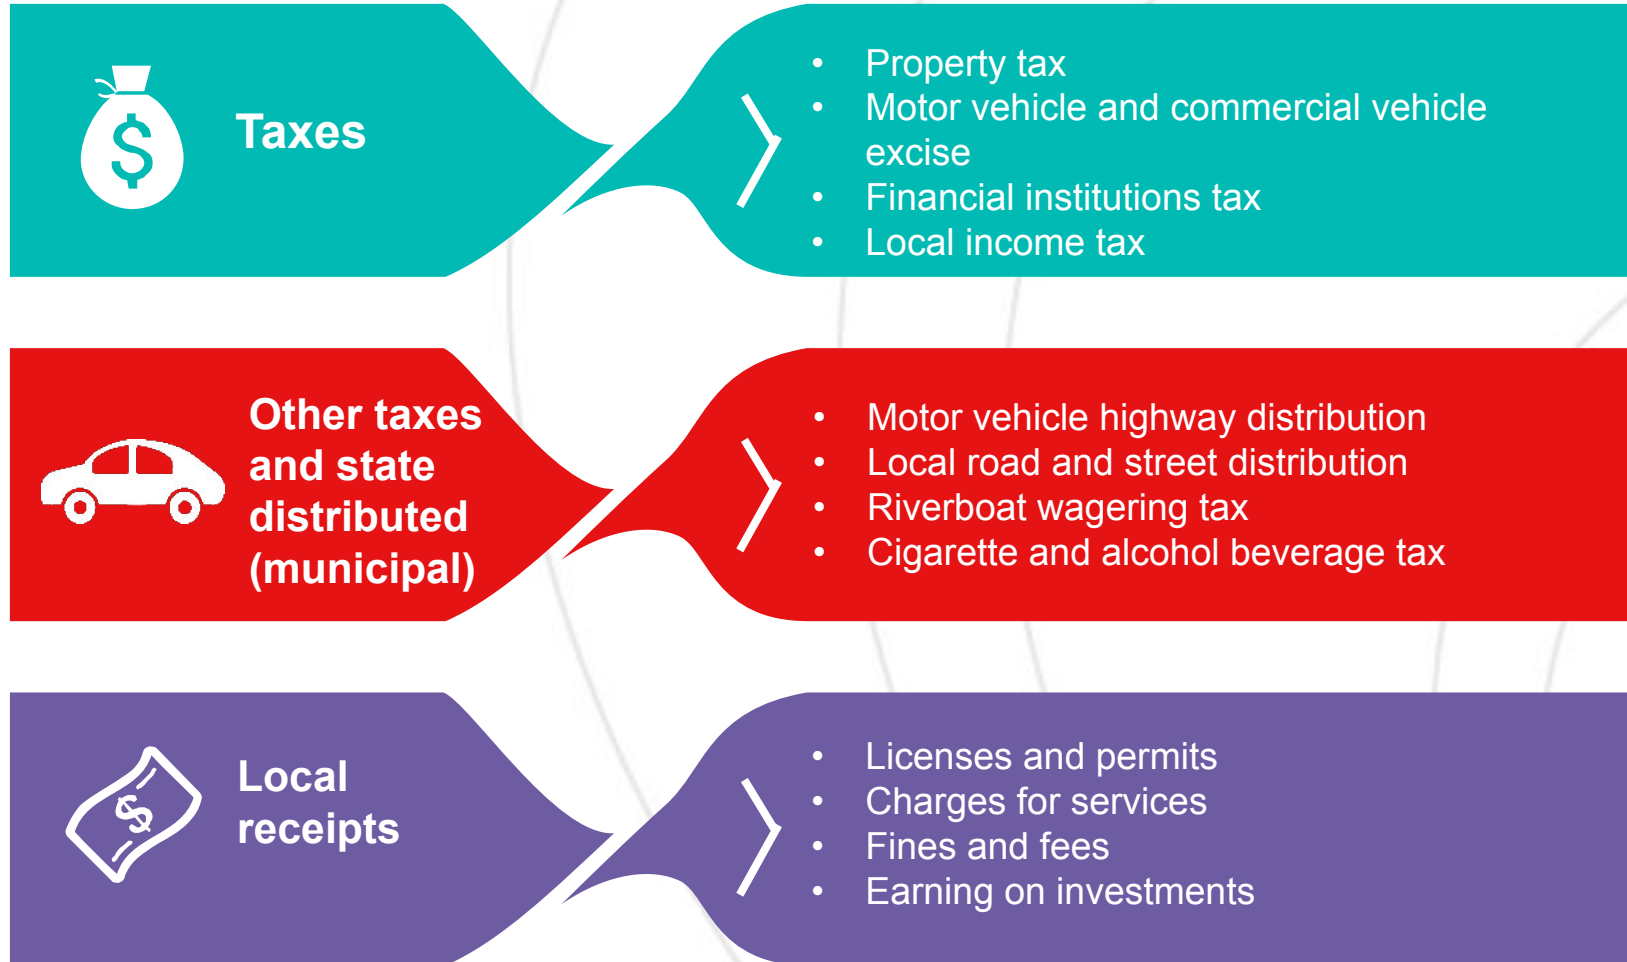 Taxes
• Property tax
• Motor vehicle and commercial vehicle
excise
• Financial institutions tax
• Local income tax
Other taxes
and state
distributed
(municipal)
• Motor vehicle highway distribution
• Local road and street distribution
• Riverboat wagering tax
• Cigarette and alcohol beverage tax
Local
receipts
• Licenses and permits
• Charges for services
• Fines and fees
• Earning on investments